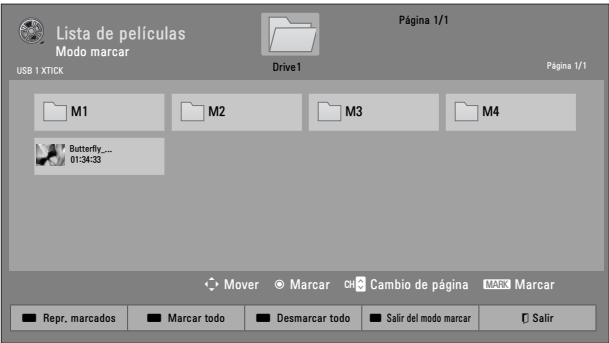 Lista de películas
Página 1/1
Modo marcar
USB 1 XTICK
Drive1
Página 1/1
M1
M2
M3
M4
Butterfly_...
01:34:33
Mover
Marcar
CH Cambio de página
MARK Marcar
Repr. marcados
Marcar todo
Desmarcar todo
Salir del modo marcar
Salir